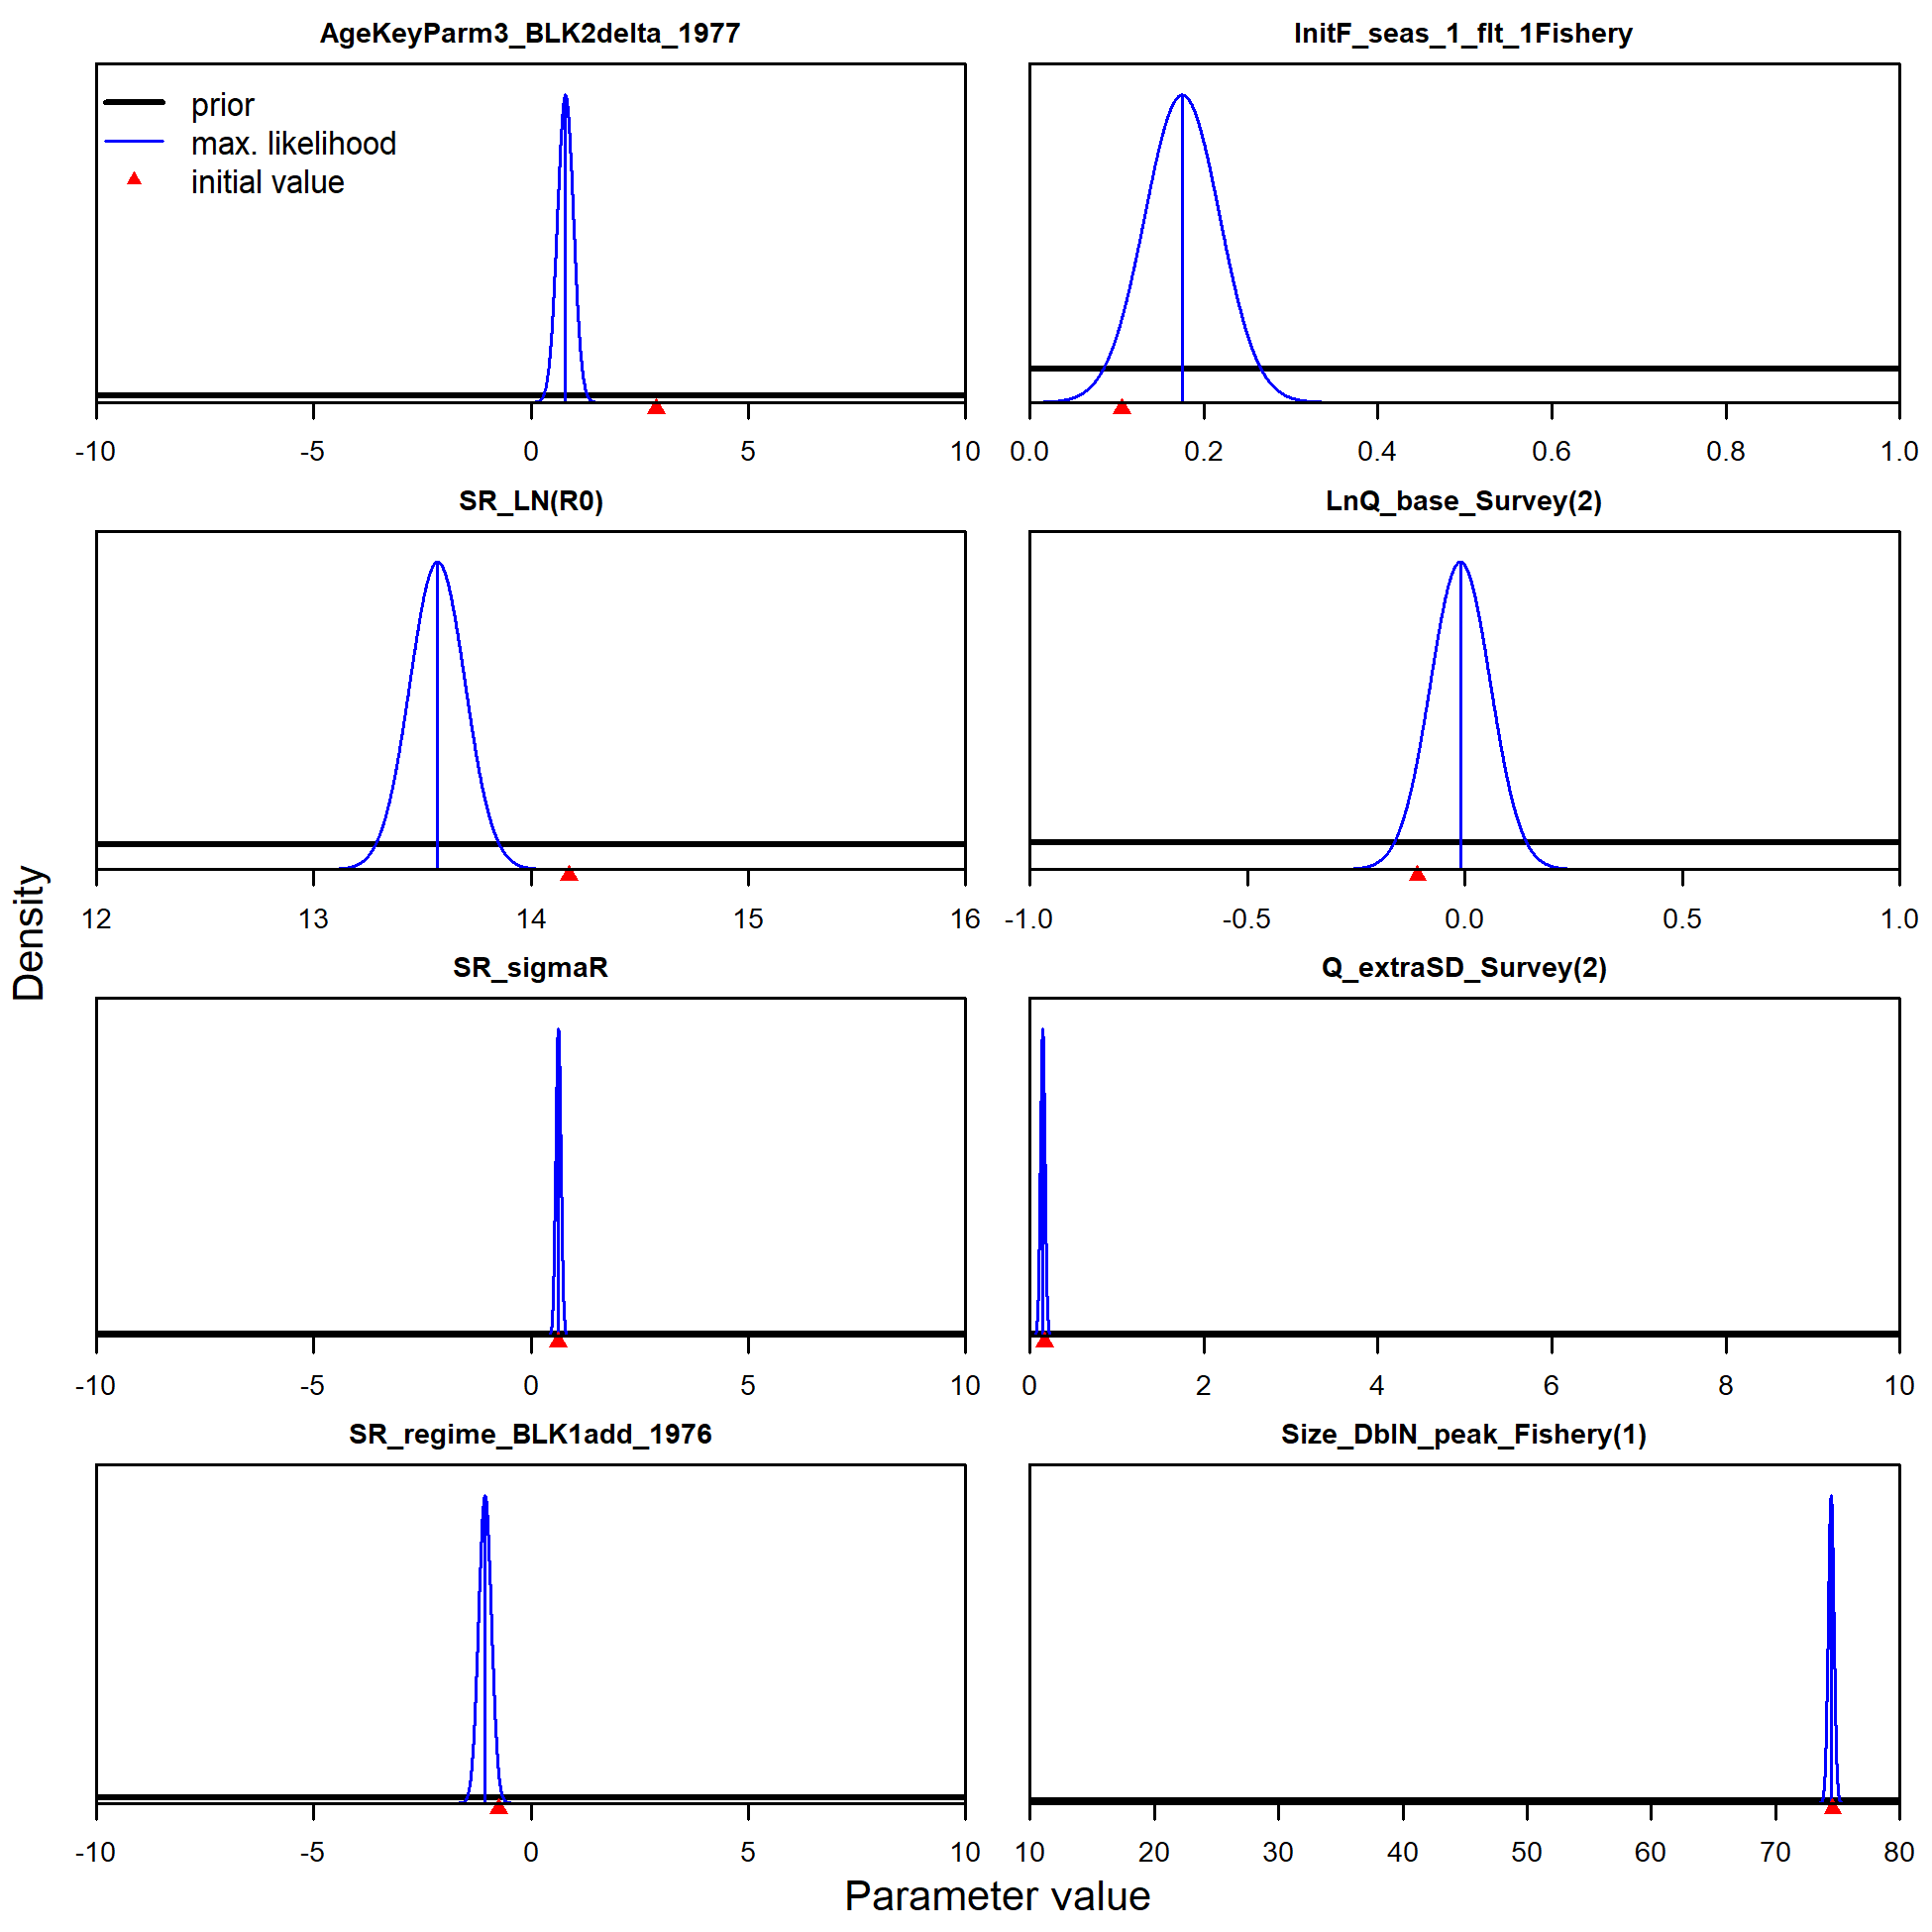 AgeKeyParm3_BLK2delta_1977
prior
max. likelihood
initial value
-10 -5 0 5 10
InitF_seas_1_flt_1Fishery
0.0 0.2 0.4 0.6 0.8 1.0
SR_LN(R0)
12 13 14 15 16
LnQ_base_Survey(2)
-1.0 -0.5 0.0 0.5 1.0
SR_sigmaR
-10 -5 0 5 10
Q_extraSD_Survey(2)
0 2 4 6 8 10
SR_regime_BLK1add_1976
-10 -5 0 5 10
Size_DblN_peak_Fishery(1)
10 20 30 40 50 60 70 80
Density
Parameter value